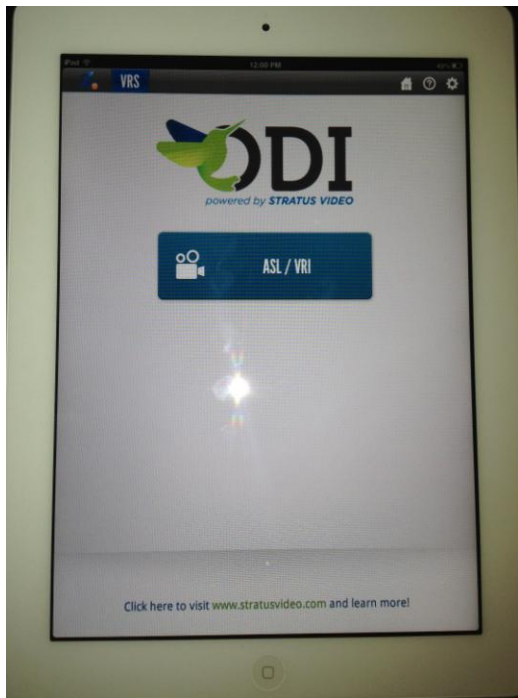 iPad 12:00 PM
VRS
ODI
powered by STRATUS VIDEO
ASL / VRI
Click here to visit www.stratusvideo.com and learn more!